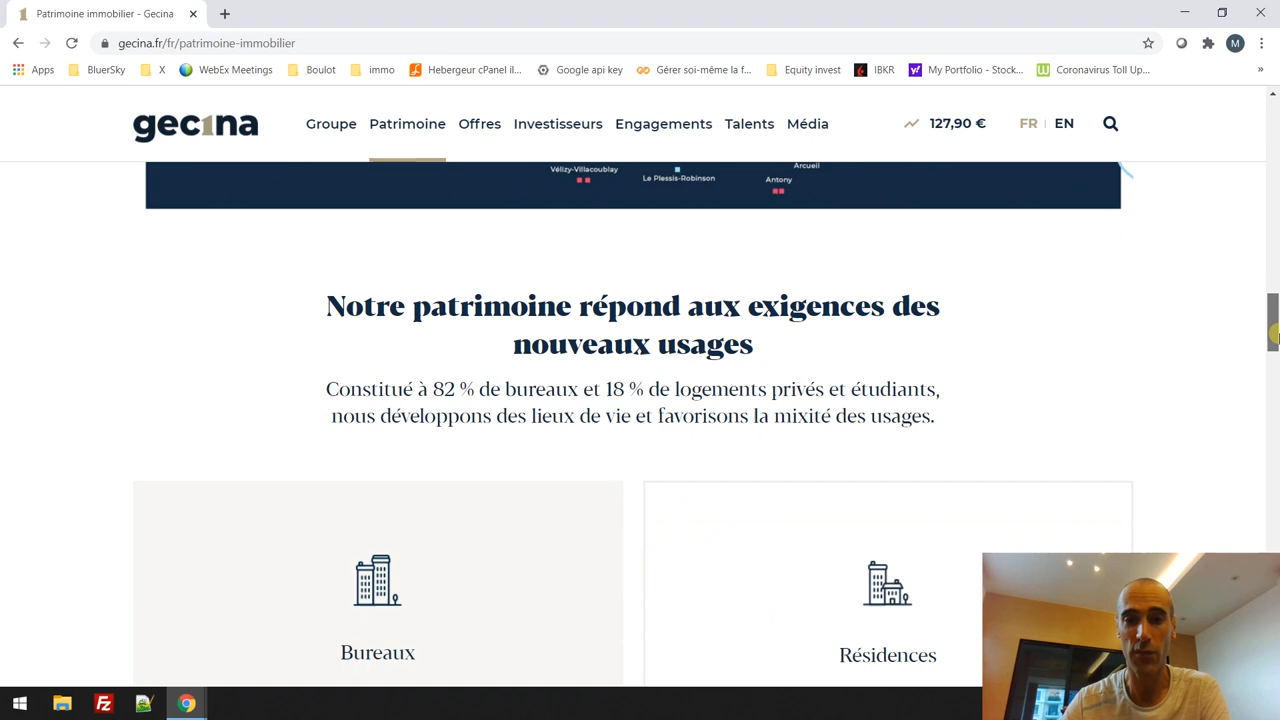 Patrimoine immobilier - Gecina
gecina.fr/fr/patrimoine-immobilier
M
Apps BluerSky X WebEx Meetings Boulot immo Hebergeur cPanel il... Google api key Gérer soi-même la f... Equity invest IBKR My Portfolio - Stock... Coronavirus Toll Up... »
gec1na Groupe Patrimoine Offres Investisseurs Engagements Talents Média 127,90 € FR EN
Vélizy-Villacoublay
Le Plessis-Robinson
Arcueil
Antony
Notre patrimoine répond aux exigences des
nouveaux usages
Constitué à 82 % de bureaux et 18 % de logements privés et étudiants,
nous développons des lieux de vie et favorisons la mixité des usages.
Bureaux
Résidences